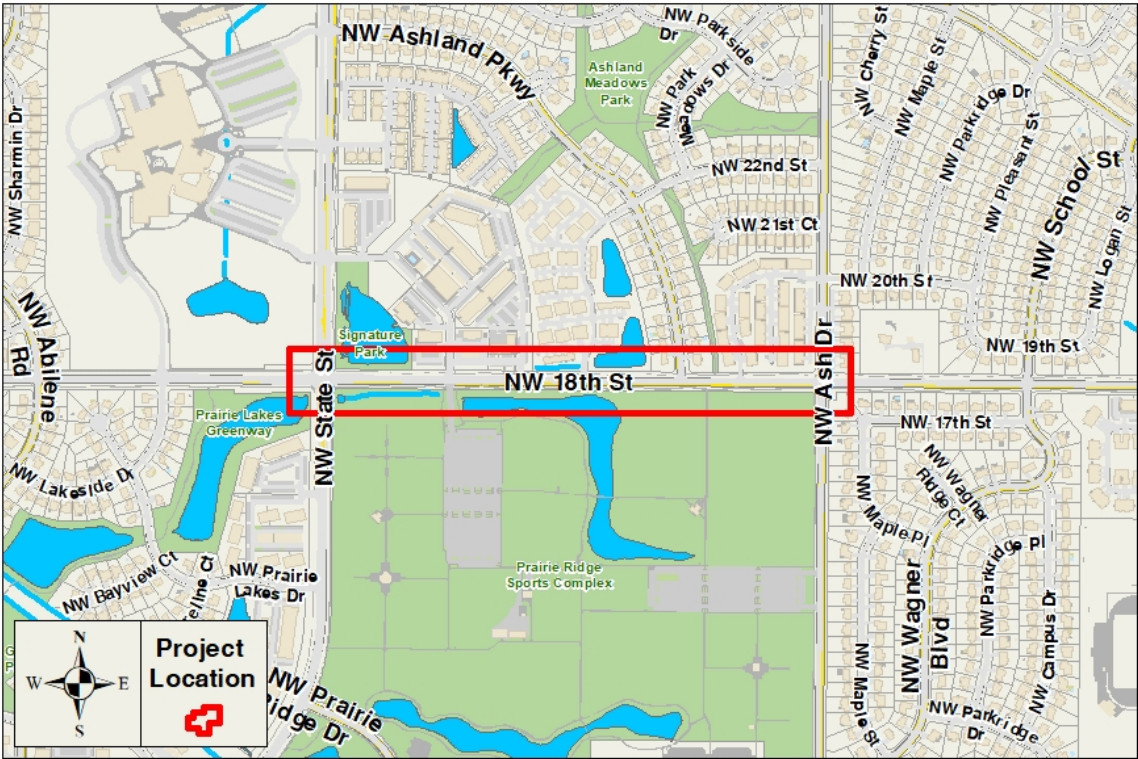 NW Ashland Pkwy
NW Parkside
Dr
Ashland
Meadows
Park
NW Park
Meadows Dr
NW Cherry St
NW Maple St
NW Parkridge Dr
NW Pleasant St
NW School St
NW Logan St
NW Sharmin Dr
NW 22nd St
NW 21st Ct
NW 20th St
NW 19th St
Signature
Park
NW Abilene
Rd
NW State St
NW 18th St
NW Ash Dr
Prairie Lakes
Greenway
NW 17th St
NW Lakeside Dr
NW Wagner
Ridge Ct
NW Maple Pl
NW Bayview Ct
NW Prairie
Lakes Dr
Prairie Ridge
Sports Complex
NW Parkridge Pl
NW Wagner
Blvd
NW Campus Dr
NW Maple St
NW Parkridge
Dr
NW Prairie
Ridge Dr
N
W E
S
Project
Location